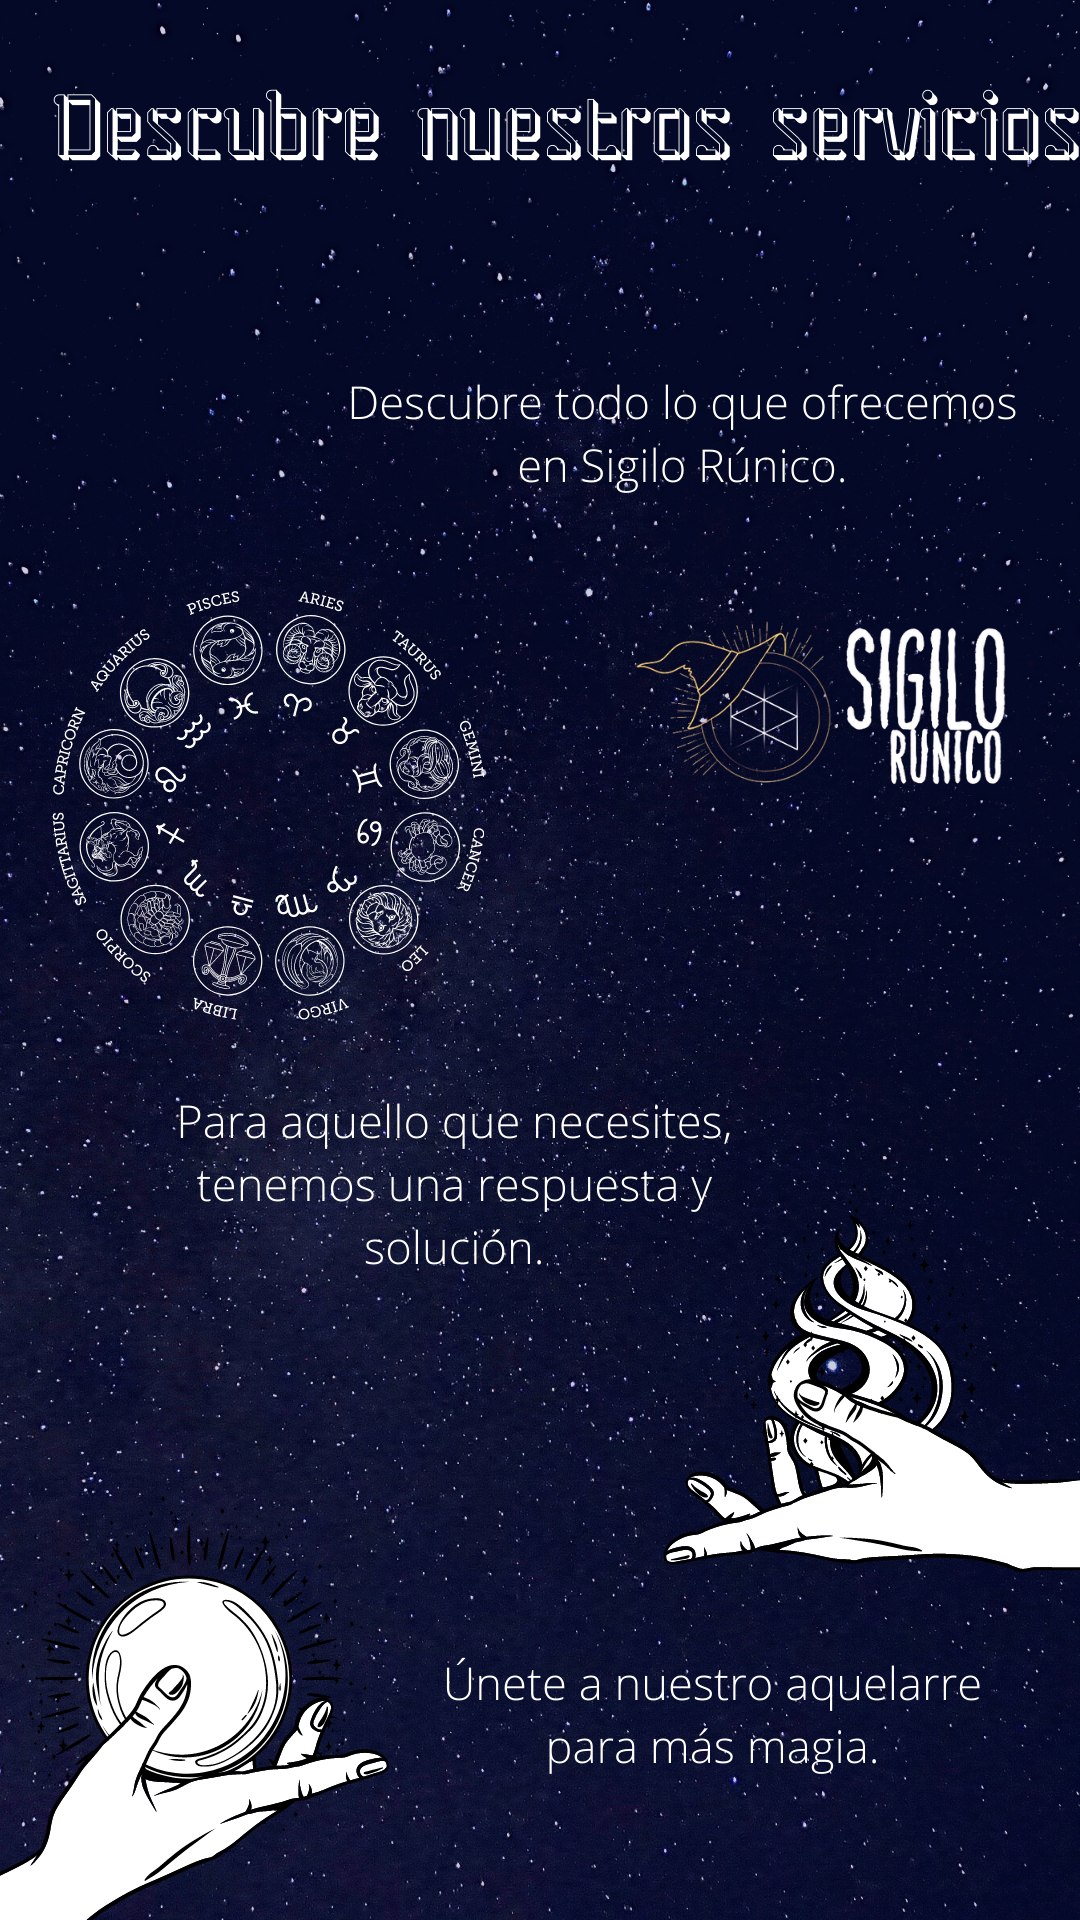 Descubre nuestros servicios
Descubre todo lo que ofrecemos
en Sigilo Rúnico.
PISCES
ARIES
AQUARIUS
TAURUS
CAPRICORN
GEMINI
SAGITTARIUS
CANCER
SCORPIO
LEO
LIBRA
VIRGO
SIGILO
RUNICO
Para aquello que necesites,
tenemos una respuesta y
solución.
Únete a nuestro aquelarre
para más magia.